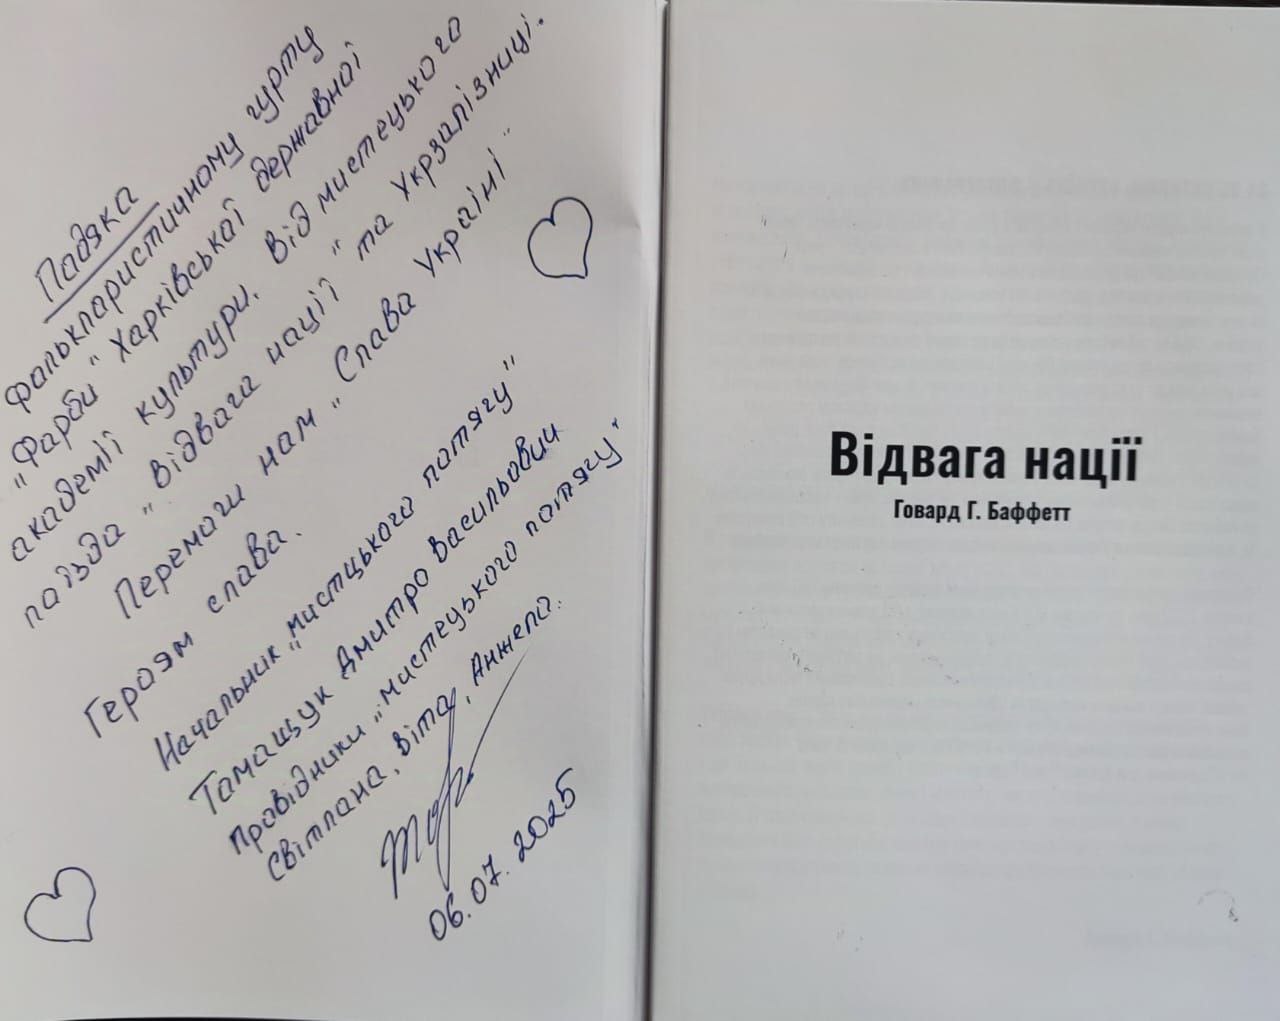 Подяка
фальклористичному гурту
"Фарби" Харківської державної
академії культури. Від мистецького
поїзда "Відвага нації" та Укрзалізниці.
Перемоги нам "Слава Україні"
Героям слава.
Начальник "мистцького потягу"
Томащук Дмитро Васильович
Провідники "мистецького потягу"
Світлана, Віта, Анжела.
06.07.2025
Відвага нації
Говард Г. Баффетт